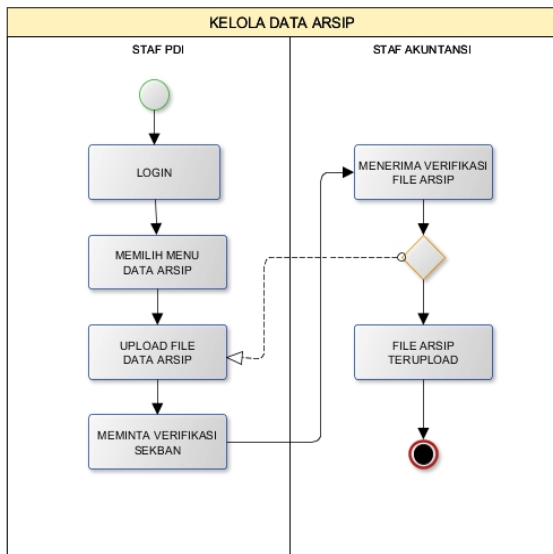 KELOLA DATA ARSIP
STAF PDI
STAF AKUNTANSI
LOGIN
MEMILIH MENU
DATA ARSIP
UPLOAD FILE
DATA ARSIP
MEMINTA VERIFIKASI
SEKBAN
MENERIMA VERIFIKASI
FILE ARSIP
FILE ARSIP
TERUPLOAD